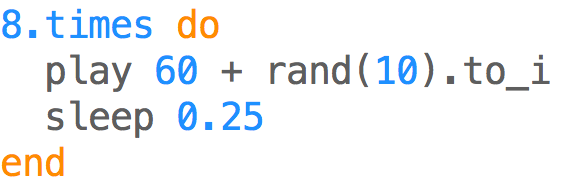 8.times do
  play 60 + rand(10).to_i
  sleep 0.25
end